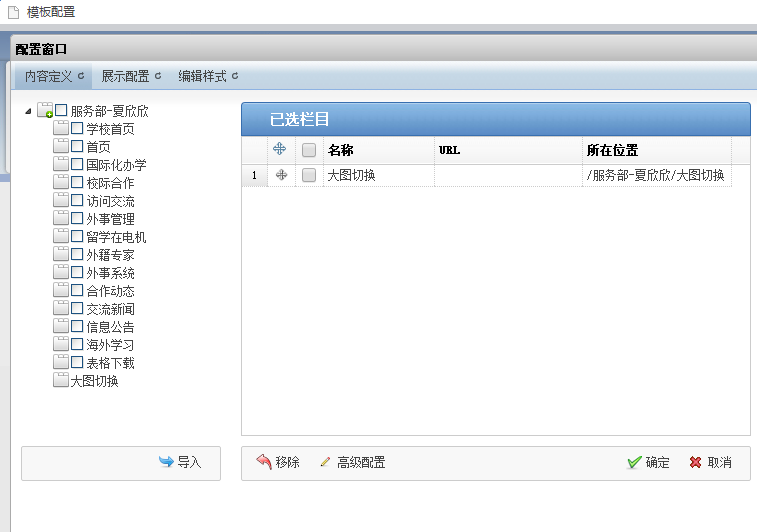 模板配置
配置窗口
内容定义 展示配置 编辑样式
服务部-夏欣欣
学校首页
首页
国际化办学
校际合作
访问交流
外事管理
留学在电机
外籍专家
外事系统
合作动态
交流新闻
信息公告
海外学习
表格下载
大图切换
导入
已选栏目
名称 URL 所在位置
1 大图切换 /服务部-夏欣欣/大图切换
移除 高级配置 确定 取消